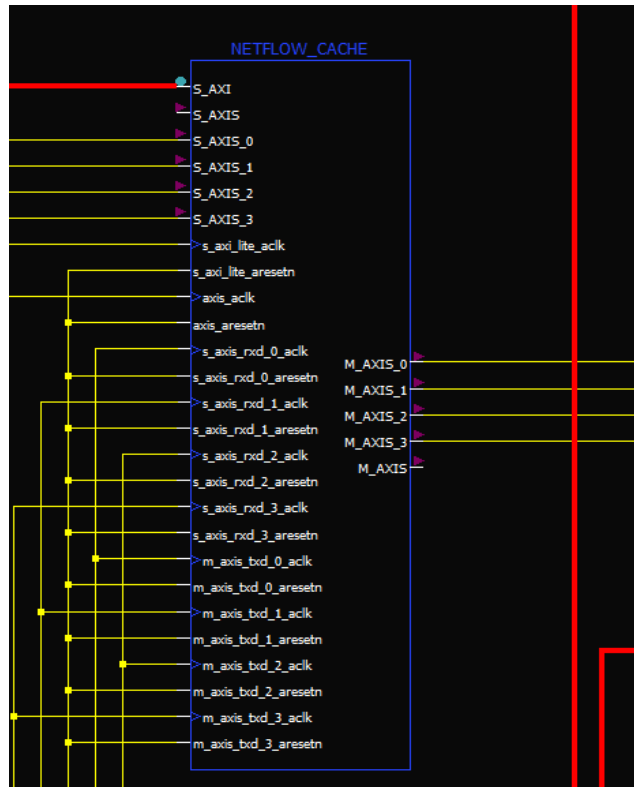 NETFLOW_CACHE
S_AXI
S_AXIS
S_AXIS_0
S_AXIS_1
S_AXIS_2
S_AXIS_3
s_axi_lite_aclk
s_axi_lite_aresetn
axis_aclk
axis_aresetn
s_axis_rxd_0_aclk
s_axis_rxd_0_aresetn
s_axis_rxd_1_aclk
s_axis_rxd_1_aresetn
s_axis_rxd_2_aclk
s_axis_rxd_2_aresetn
s_axis_rxd_3_aclk
s_axis_rxd_3_aresetn
m_axis_txd_0_aclk
m_axis_txd_0_aresetn
m_axis_txd_1_aclk
m_axis_txd_1_aresetn
m_axis_txd_2_aclk
m_axis_txd_2_aresetn
m_axis_txd_3_aclk
m_axis_txd_3_aresetn
M_AXIS_0
M_AXIS_1
M_AXIS_2
M_AXIS_3
M_AXIS